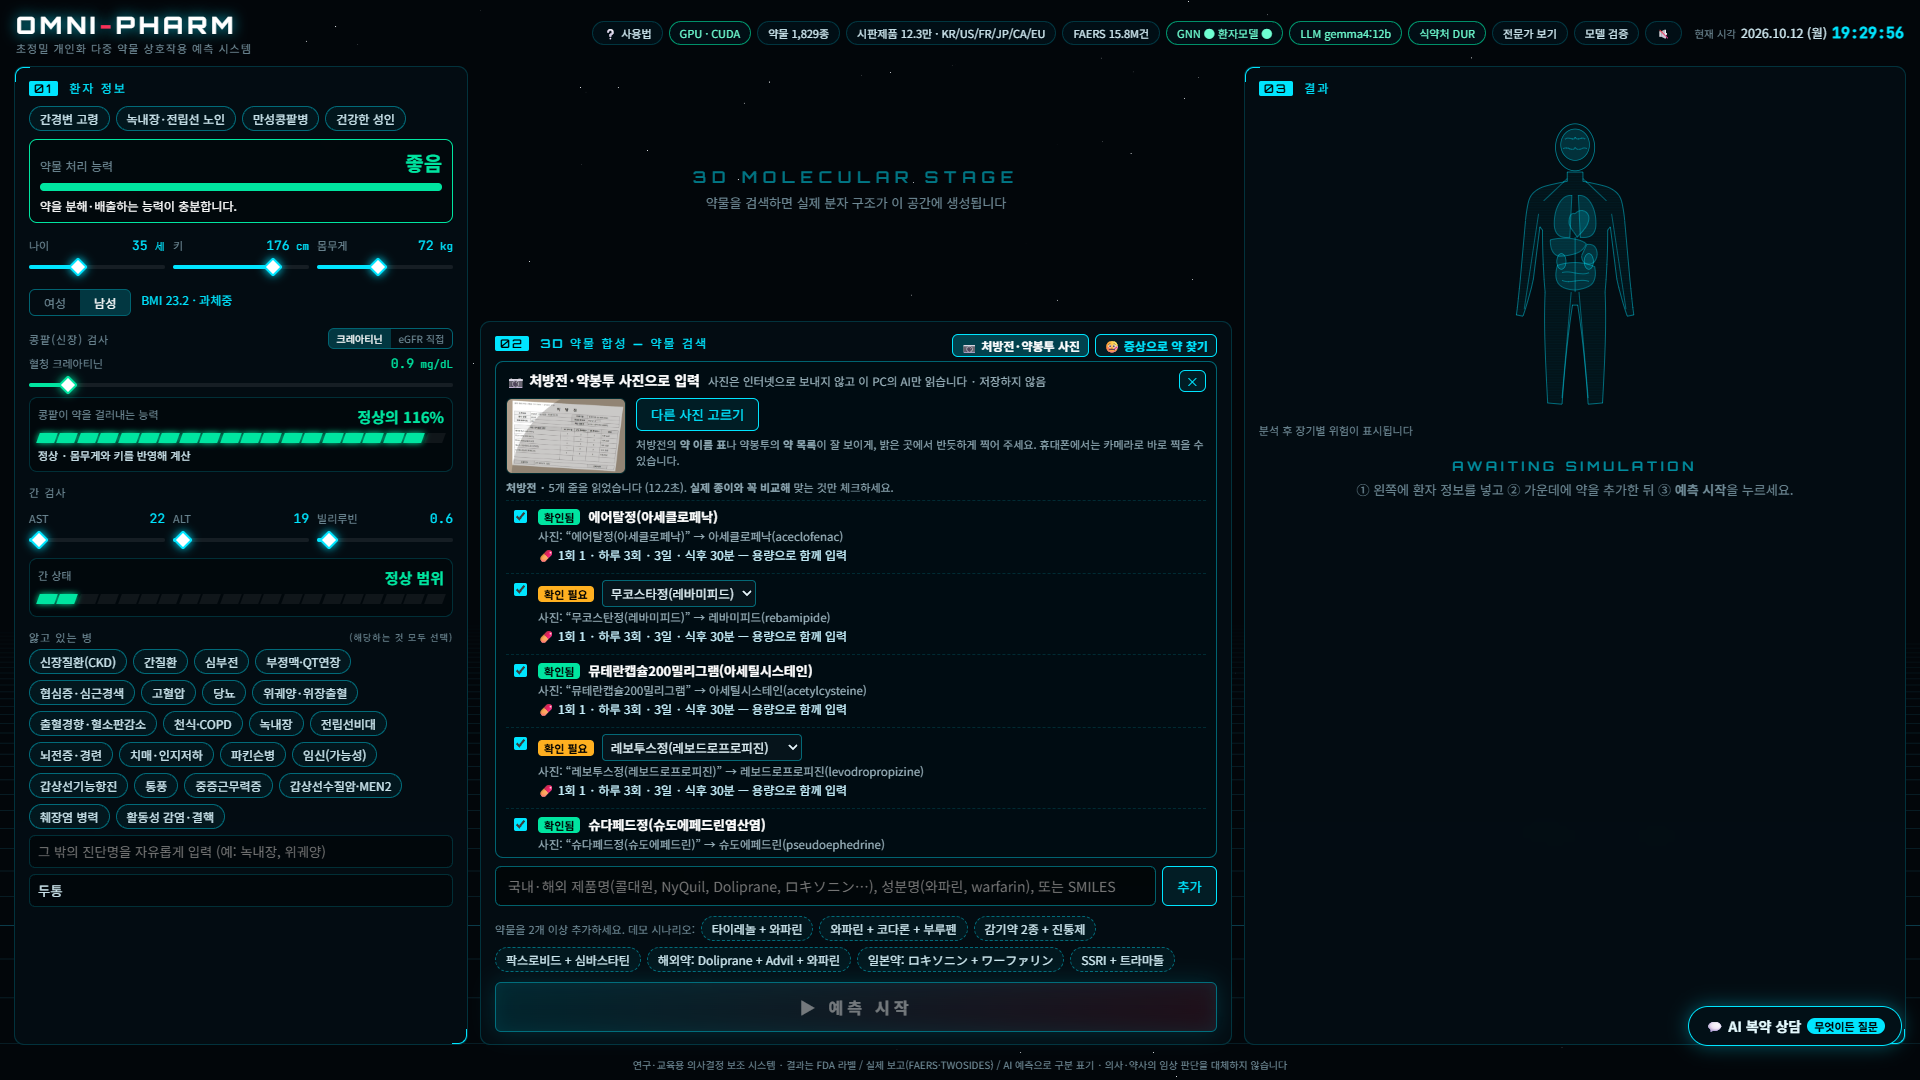 OMNI-PHARM
초정밀 개인화 다중 약물 상호작용 예측 시스템
? 사용법
GPU · CUDA
약물 1,829종
시판제품 12.3만 · KR/US/FR/JP/CA/EU
FAERS 15.8M건
GNN ● 환자모델 ●
LLM gemma4:12b
식약처 DUR
전문가 보기
모델 검증
현재 시각 2026.10.12 (월) 19:29:56
01 환자 정보
간경변 고령
녹내장·전립선 노인
만성콩팥병
건강한 성인
약물 처리 능력 좋음
약을 분해·배출하는 능력이 충분합니다.
나이 35 세
키 176 cm
몸무게 72 kg
여성 남성 BMI 23.2 · 과체중
콩팥(신장) 검사 크레아티닌 eGFR 직접
혈청 크레아티닌 0.9 mg/dL
콩팥이 약을 걸러내는 능력 정상의 116%
정상 · 몸무게와 키를 반영해 계산
간 검사
AST 22 ALT 19 빌리루빈 0.6
간 상태 정상 범위
앓고 있는 병 (해당하는 것 모두 선택)
신장질환(CKD) 간질환 심부전 부정맥·QT연장
협심증·심근경색 고혈압 당뇨 위궤양·위장출혈
출혈경향·혈소판감소 천식·COPD 녹내장 전립선비대
뇌전증·경련 치매·인지저하 파킨슨병 임신(가능성)
갑상선기능항진 통풍 중증근무력증 갑상선수질암·MEN2
췌장염 병력 활동성 감염·결핵
그 밖의 진단명을 자유롭게 입력 (예: 녹내장, 위궤양)
두통
3D MOLECULAR STAGE
약물을 검색하면 실제 분자 구조가 이 공간에 생성됩니다
02 3D 약물 합성 — 약물 검색
처방전·약봉투 사진
증상으로 약 찾기
처방전·약봉투 사진으로 입력 사진은 인터넷으로 보내지 않고 이 PC의 AI만 읽습니다 · 저장하지 않음
×
다른 사진 고르기
처방전의 약 이름 표나 약봉투의 약 목록이 잘 보이게, 밝은 곳에서 반듯하게 찍어 주세요. 휴대폰에서는 카메라로 바로 찍을 수
있습니다.
처방전 · 5개 줄을 읽었습니다 (12.2초). 실제 종이와 꼭 비교해 맞는 것만 체크하세요.
확인됨 에어탈정(아세클로페낙)
사진: “에어탈정(아세클로페낙)” → 아세클로페낙(aceclofenac)
1회 1 · 하루 3회 · 3일 · 식후 30분 — 용량으로 함께 입력
확인 필요 무코스타정(레바미피드)
사진: “무코스탄정(레바미피드)” → 레바미피드(rebamipide)
1회 1 · 하루 3회 · 3일 · 식후 30분 — 용량으로 함께 입력
확인됨 뮤테란캡슐200밀리그램(아세틸시스테인)
사진: “뮤테란캡슐200밀리그램” → 아세틸시스테인(acetylcysteine)
1회 1 · 하루 3회 · 3일 · 식후 30분 — 용량으로 함께 입력
확인 필요 레보투스정(레보드로프로피진)
사진: “레보투스정(레보드로프로피진)” → 레보드로프로피진(levodropropizine)
1회 1 · 하루 3회 · 3일 · 식후 30분 — 용량으로 함께 입력
확인됨 슈다페드정(슈도에페드린염산염)
사진: “슈다페드정(슈도에페드린)” → 슈도에페드린(pseudoephedrine)
국내·해외 제품명(콜대원, NyQuil, Doliprane, ロキソニン…), 성분명(와파린, warfarin), 또는 SMILES
추가
약물을 2개 이상 추가하세요. 데모 시나리오: 타이레놀 + 와파린 와파린 + 코다론 + 부루펜 감기약 2종 + 진통제
팍스로비드 + 심바스타틴 해외약: Doliprane + Advil + 와파린 일본약: ロキソニン + ワーファリン SSRI + 트라마돌
▶ 예측 시작
03 결과
분석 후 장기별 위험이 표시됩니다
AWAITING SIMULATION
① 왼쪽에 환자 정보를 넣고 ② 가운데에 약을 추가한 뒤 ③ 예측 시작을 누르세요.
AI 복약 상담 무엇이든 질문
연구·교육용 의사결정 보조 시스템 · 결과는 FDA 라벨 / 실제 보고(FAERS·TWOSIDES) / AI 예측으로 구분 표기 · 의사·약사의 임상 판단을 대체하지 않습니다